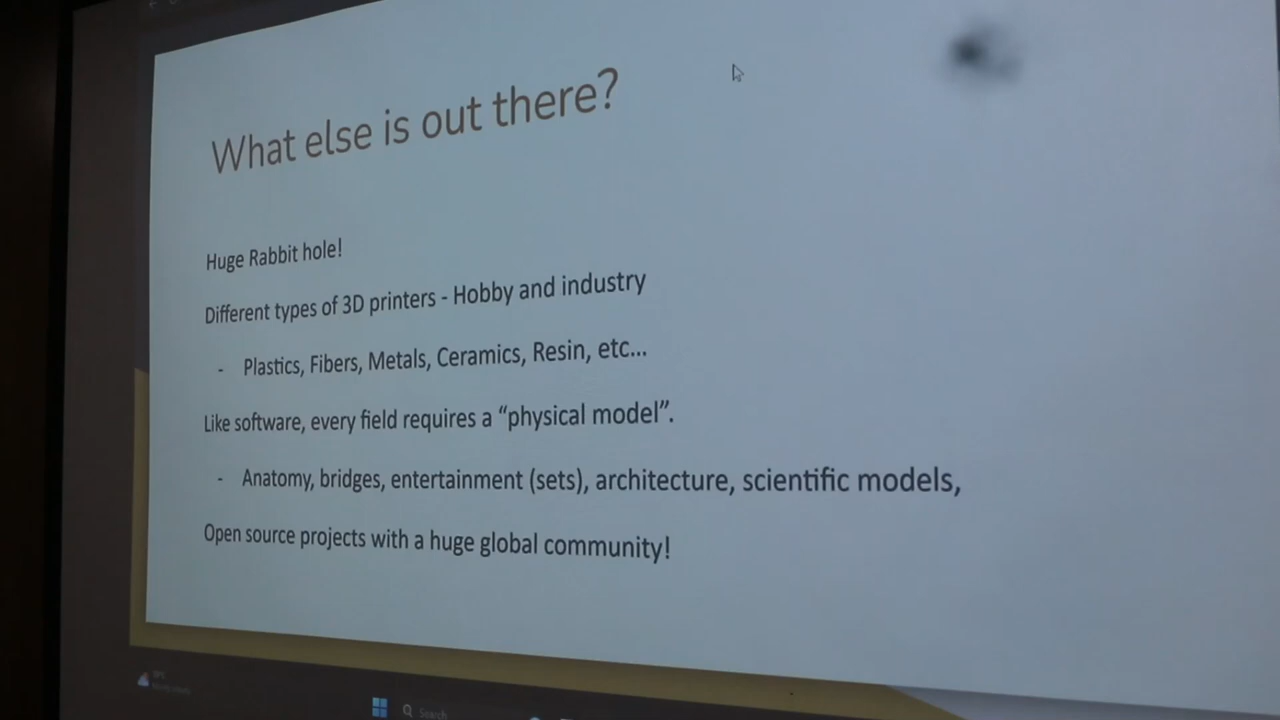 What else is out there?
Huge Rabbit hole!
Different types of 3D printers - Hobby and industry
- Plastics, Fibers, Metals, Ceramics, Resin, etc...
Like software, every field requires a “physical model”.
- Anatomy, bridges, entertainment (sets), architecture, scientific models,
Open source projects with a huge global community!
Search